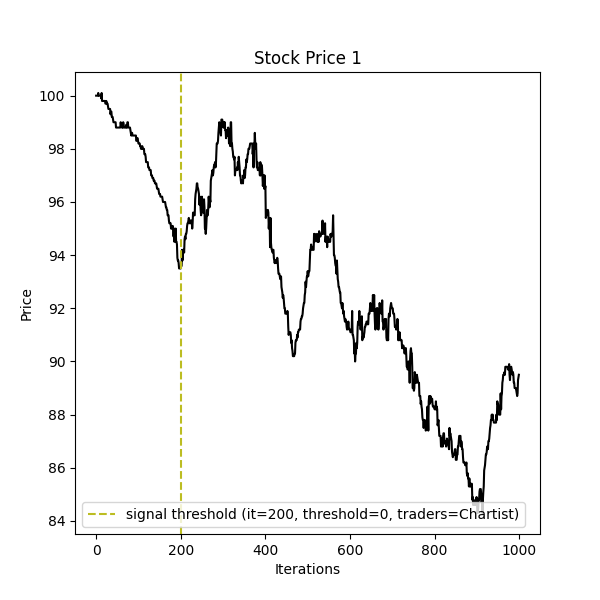 Stock Price 1
Price
100
98
96
94
92
90
88
86
84
signal threshold (it=200, threshold=0, traders=Chartist)
0 200 400 600 800 1000
Iterations